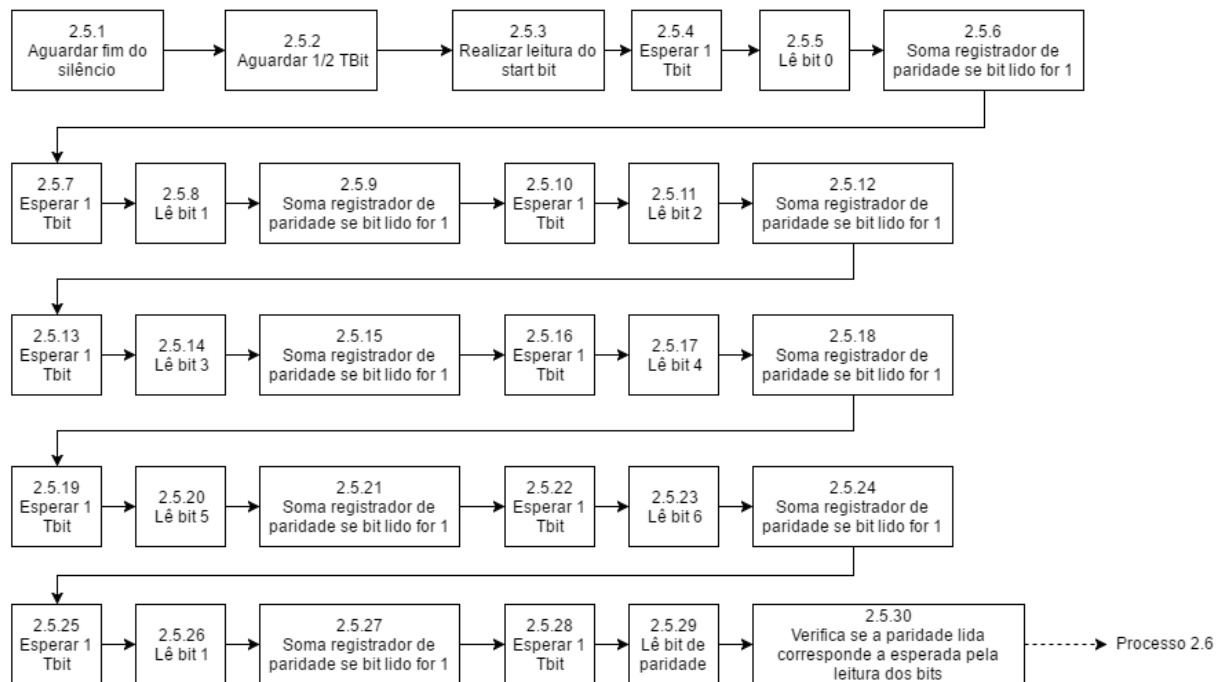 2.5.1
Aguardar fim do
silêncio
2.5.2
Aguardar 1/2 TBit
2.5.3
Realizar leitura do
start bit
2.5.4
Esperar 1
Tbit
2.5.5
Lê bit 0
2.5.6
Soma registrador de
paridade se bit lido for 1
2.5.7
Esperar 1
Tbit
2.5.8
Lê bit 1
2.5.9
Soma registrador de
paridade se bit lido for 1
2.5.10
Esperar 1
Tbit
2.5.11
Lê bit 2
2.5.12
Soma registrador de
paridade se bit lido for 1
2.5.13
Esperar 1
Tbit
2.5.14
Lê bit 3
2.5.15
Soma registrador de
paridade se bit lido for 1
2.5.16
Esperar 1
Tbit
2.5.17
Lê bit 4
2.5.18
Soma registrador de
paridade se bit lido for 1
2.5.19
Esperar 1
Tbit
2.5.20
Lê bit 5
2.5.21
Soma registrador de
paridade se bit lido for 1
2.5.22
Esperar 1
Tbit
2.5.23
Lê bit 6
2.5.24
Soma registrador de
paridade se bit lido for 1
2.5.25
Esperar 1
Tbit
2.5.26
Lê bit 1
2.5.27
Soma registrador de
paridade se bit lido for 1
2.5.28
Esperar 1
Tbit
2.5.29
Lê bit de
paridade
2.5.30
Verifica se a paridade lida
corresponde a esperada pela
leitura dos bits
Processo 2.6